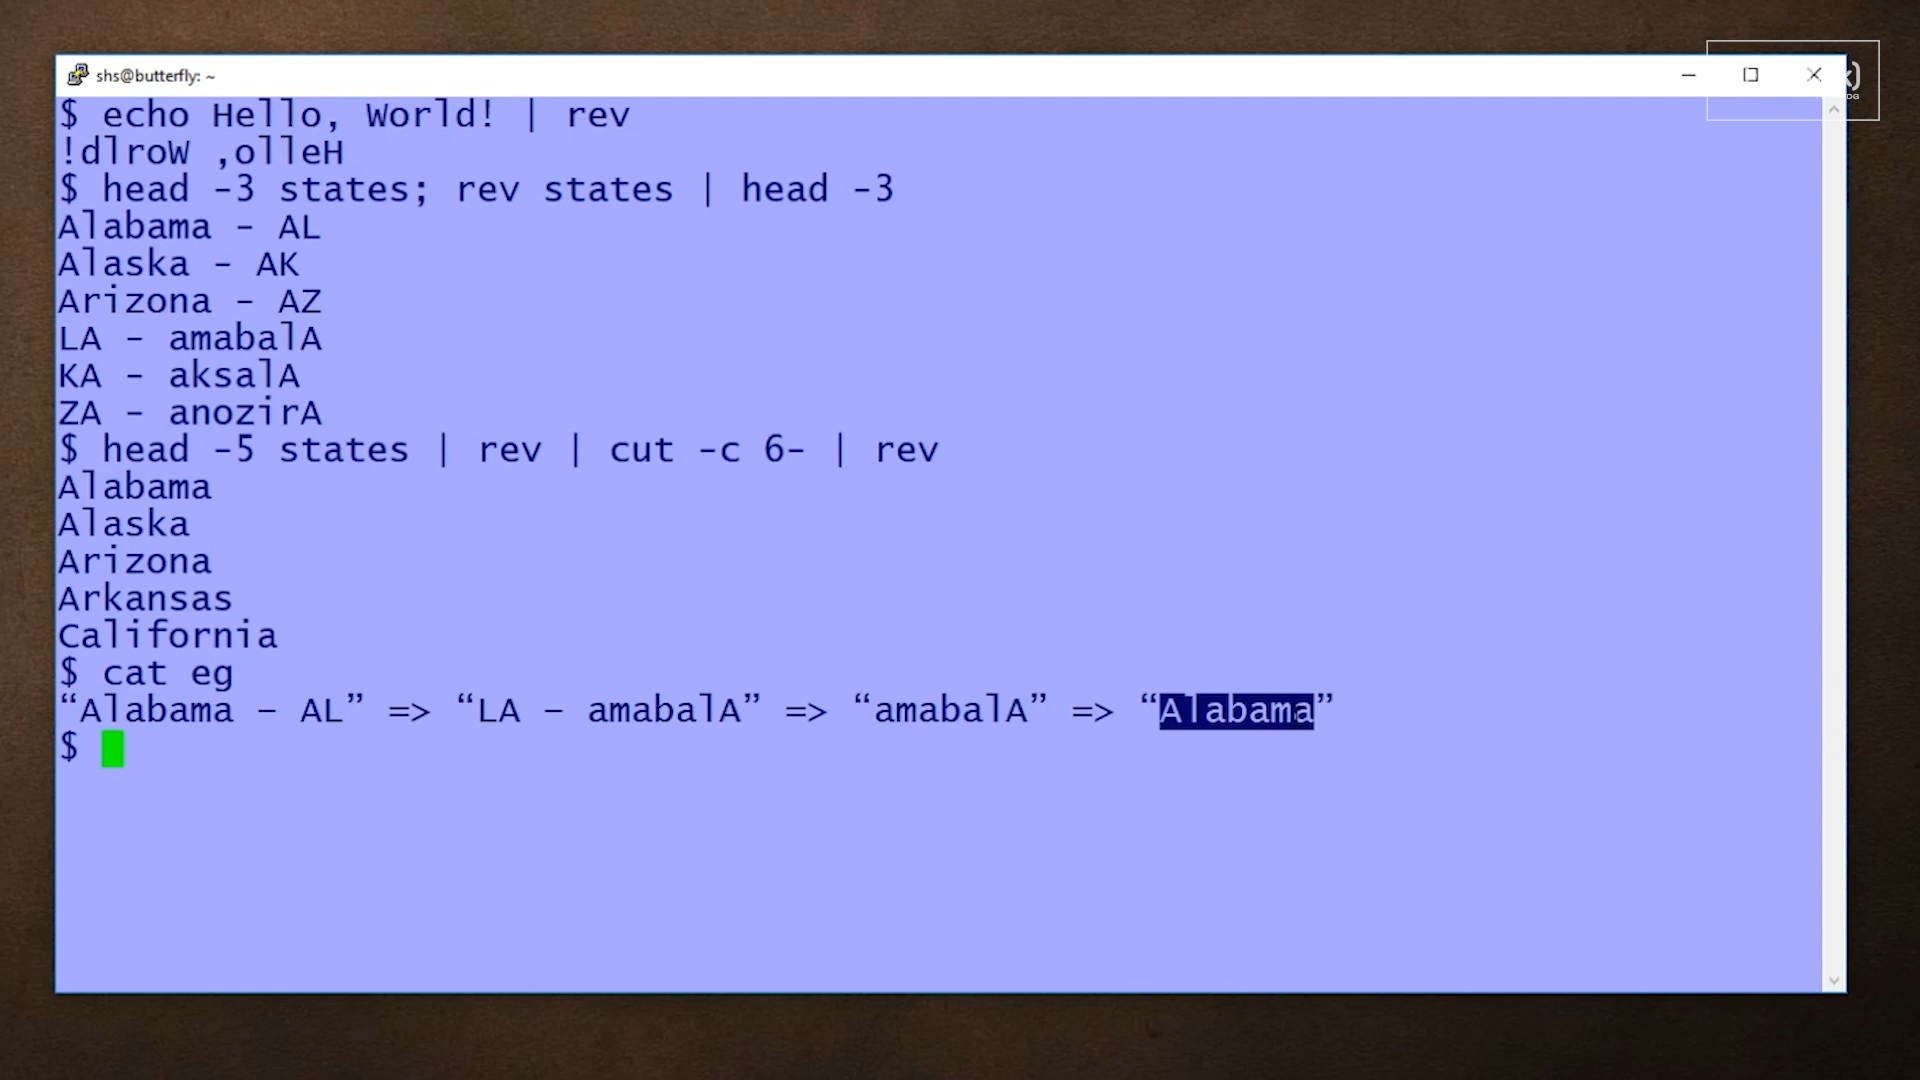 shs@butterfly: ~
$ echo Hello, World! | rev
!dlroW ,olleH
$ head -3 states; rev states | head -3
Alabama - AL
Alaska - AK
Arizona - AZ
LA - amabalA
KA - aksalA
ZA - anozirA
$ head -5 states | rev | cut -c 6- | rev
Alabama
Alaska
Arizona
Arkansas
California
$ cat eg
“Alabama – AL” => “LA – amabalA” => “amabalA” => “Alabama”
$